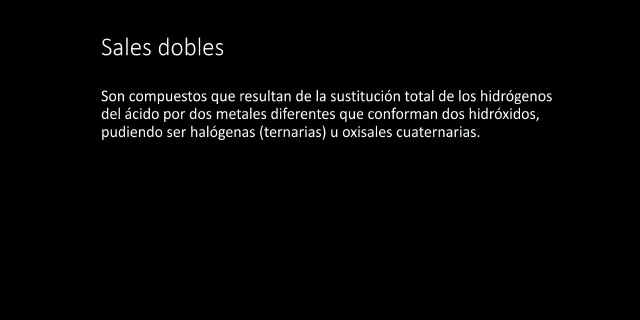 Sales dobles
Son compuestos que resultan de la sustitución total de los hidrógenos
del ácido por dos metales diferentes que conforman dos hidróxidos,
pudiendo ser halógenas (ternarias) u oxisales cuaternarias.